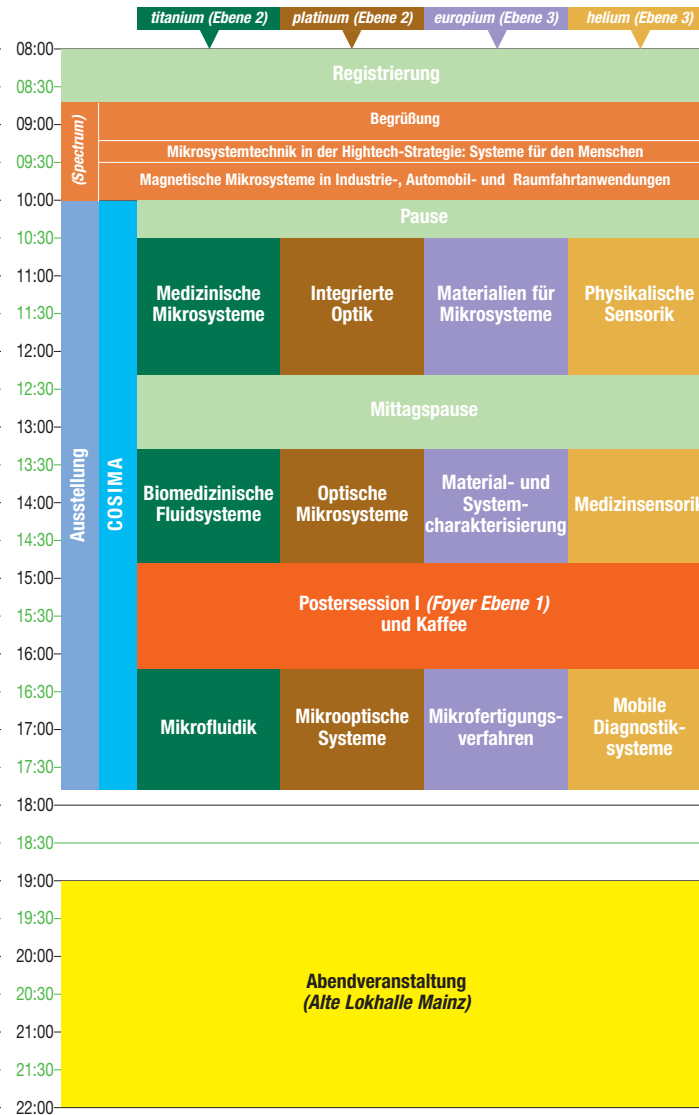 titanium (Ebene 2)
platinum (Ebene 2)
europium (Ebene 3)
helium (Ebene 3)
08:00
08:30
09:00
09:30
10:00
10:30
11:00
11:30
12:00
12:30
13:00
13:30
14:00
14:30
15:00
15:30
16:00
16:30
17:00
17:30
18:00
18:30
19:00
19:30
20:00
20:30
21:00
21:30
22:00
Registrierung
(Spectrum)
Begrüßung
Mikrosystemtechnik in der Hightech-Strategie: Systeme für den Menschen
Magnetische Mikrosysteme in Industrie-, Automobil- und Raumfahrtanwendungen
Ausstellung
COSIMA
Pause
Medizinische
Mikrosysteme
Integrierte
Optik
Materialien für
Mikrosysteme
Physikalische
Sensorik
Mittagspause
Biomedizinische
Fluidsysteme
Optische
Mikrosysteme
Material- und
System-
charakterisierung
Medizinsensorik
Postersession I (Foyer Ebene 1)
und Kaffee
Mikrofluidik
Mikrooptische
Systeme
Mikrofertigungs-
verfahren
Mobile
Diagnostik-
systeme
Abendveranstaltung
(Alte Lokhalle Mainz)